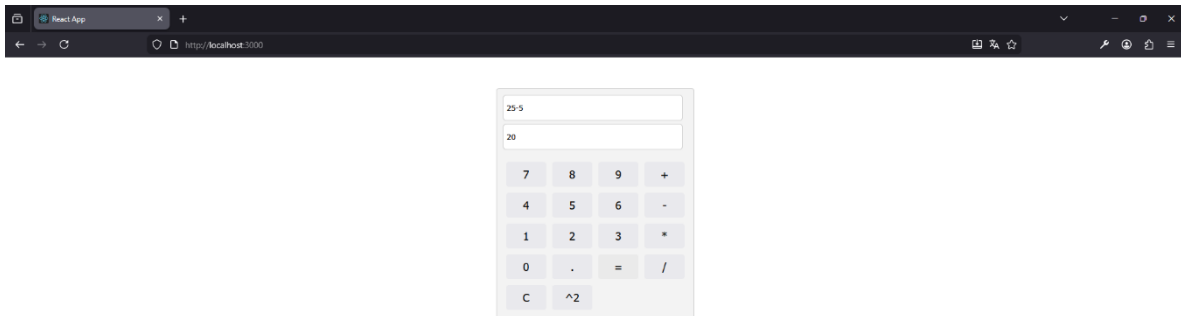 React App
http://localhost:3000
25-5
20
7 8 9 +
4 5 6 -
1 2 3 *
0 . = /
C ^2